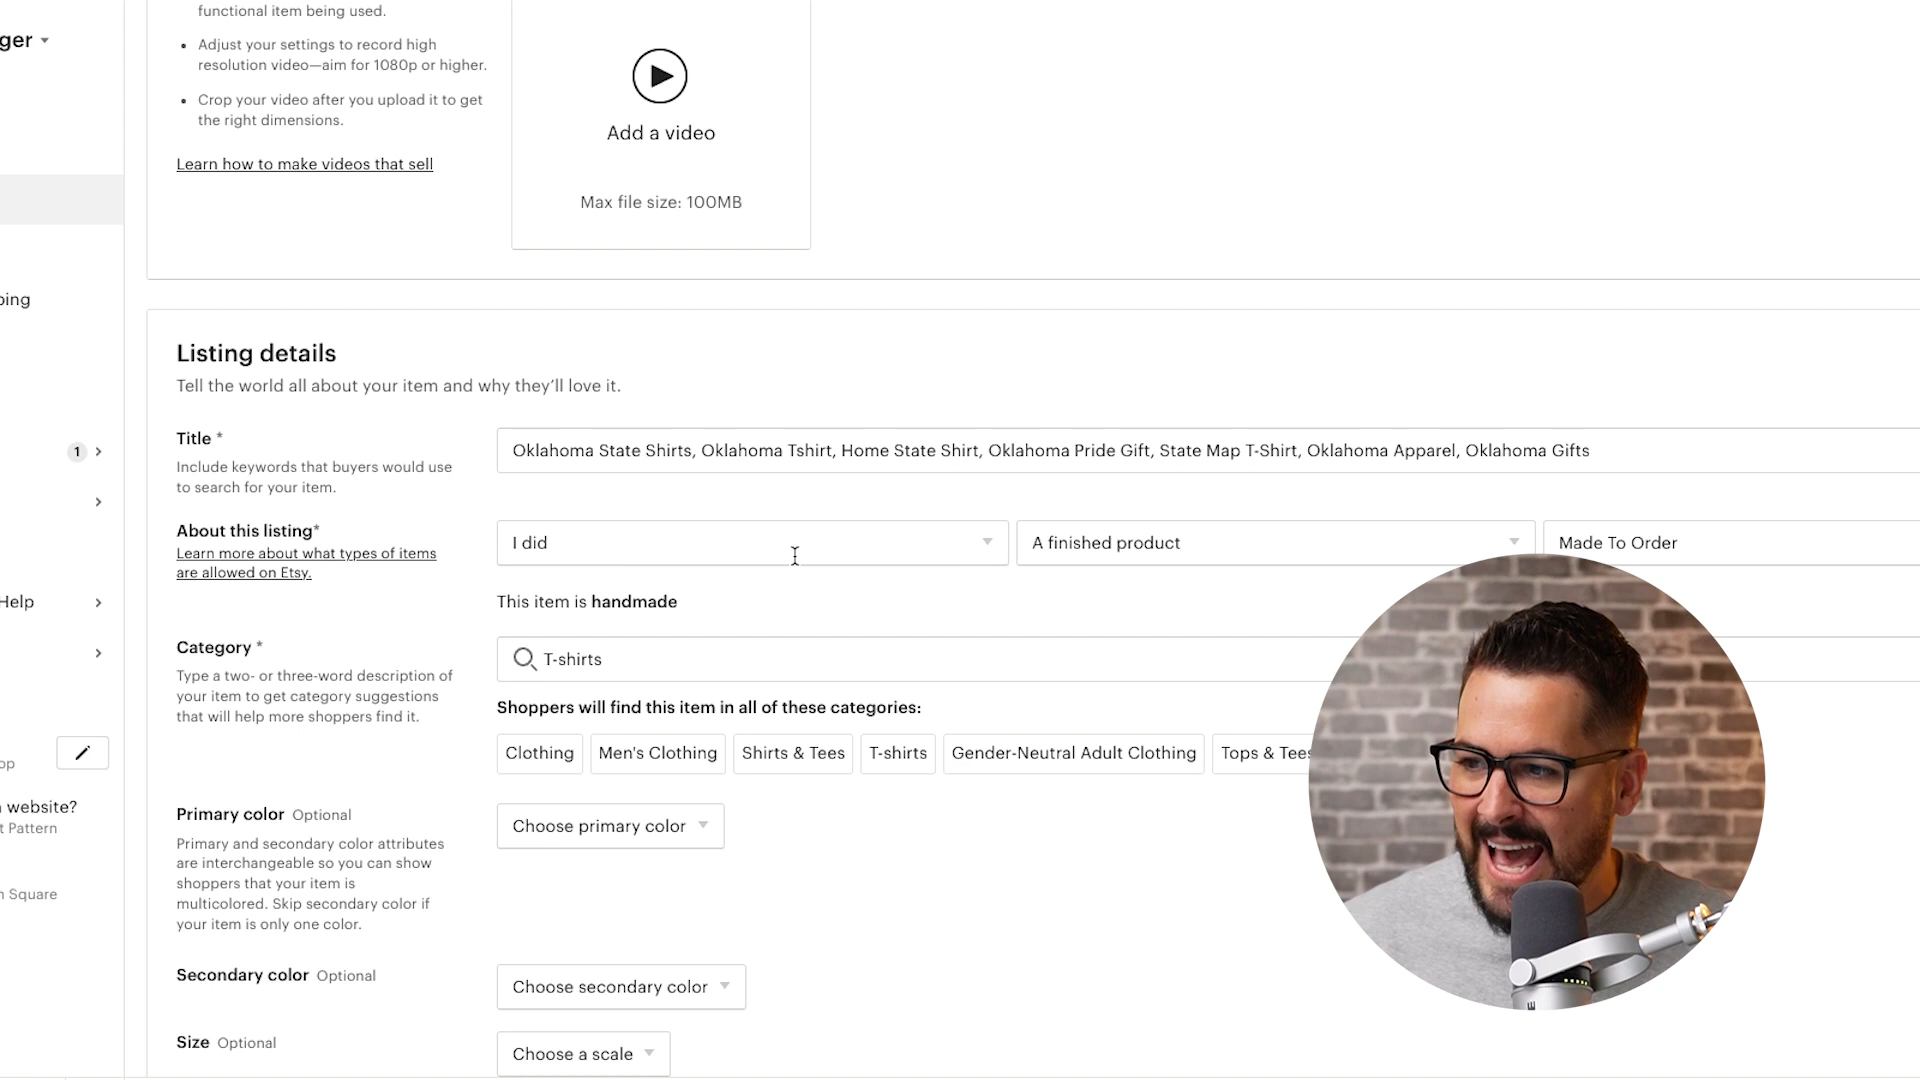 functional item being used.
ger
Adjust your settings to record high
resolution video—aim for 1080p or higher.
Crop your video after you upload it to get
the right dimensions.
Learn how to make videos that sell
Add a video
Max file size: 100MB
ping
1
Help
op
website?
t Pattern
Square
Listing details
Tell the world all about your item and why they'll love it.
Title *
Include keywords that buyers would use
to search for your item.
Oklahoma State Shirts, Oklahoma Tshirt, Home State Shirt, Oklahoma Pride Gift, State Map T-Shirt, Oklahoma Apparel, Oklahoma Gifts
About this listing*
Learn more about what types of items
are allowed on Etsy.
I did
A finished product
Made To Order
This item is handmade
Category *
Type a two- or three-word description of
your item to get category suggestions
that will help more shoppers find it.
T-shirts
Shoppers will find this item in all of these categories:
Clothing
Men's Clothing
Shirts & Tees
T-shirts
Gender-Neutral Adult Clothing
Tops & Tees
Primary color Optional
Primary and secondary color attributes
are interchangeable so you can show
shoppers that your item is
multicolored. Skip secondary color if
your item is only one color.
Choose primary color
Secondary color Optional
Choose secondary color
Size Optional
Choose a scale